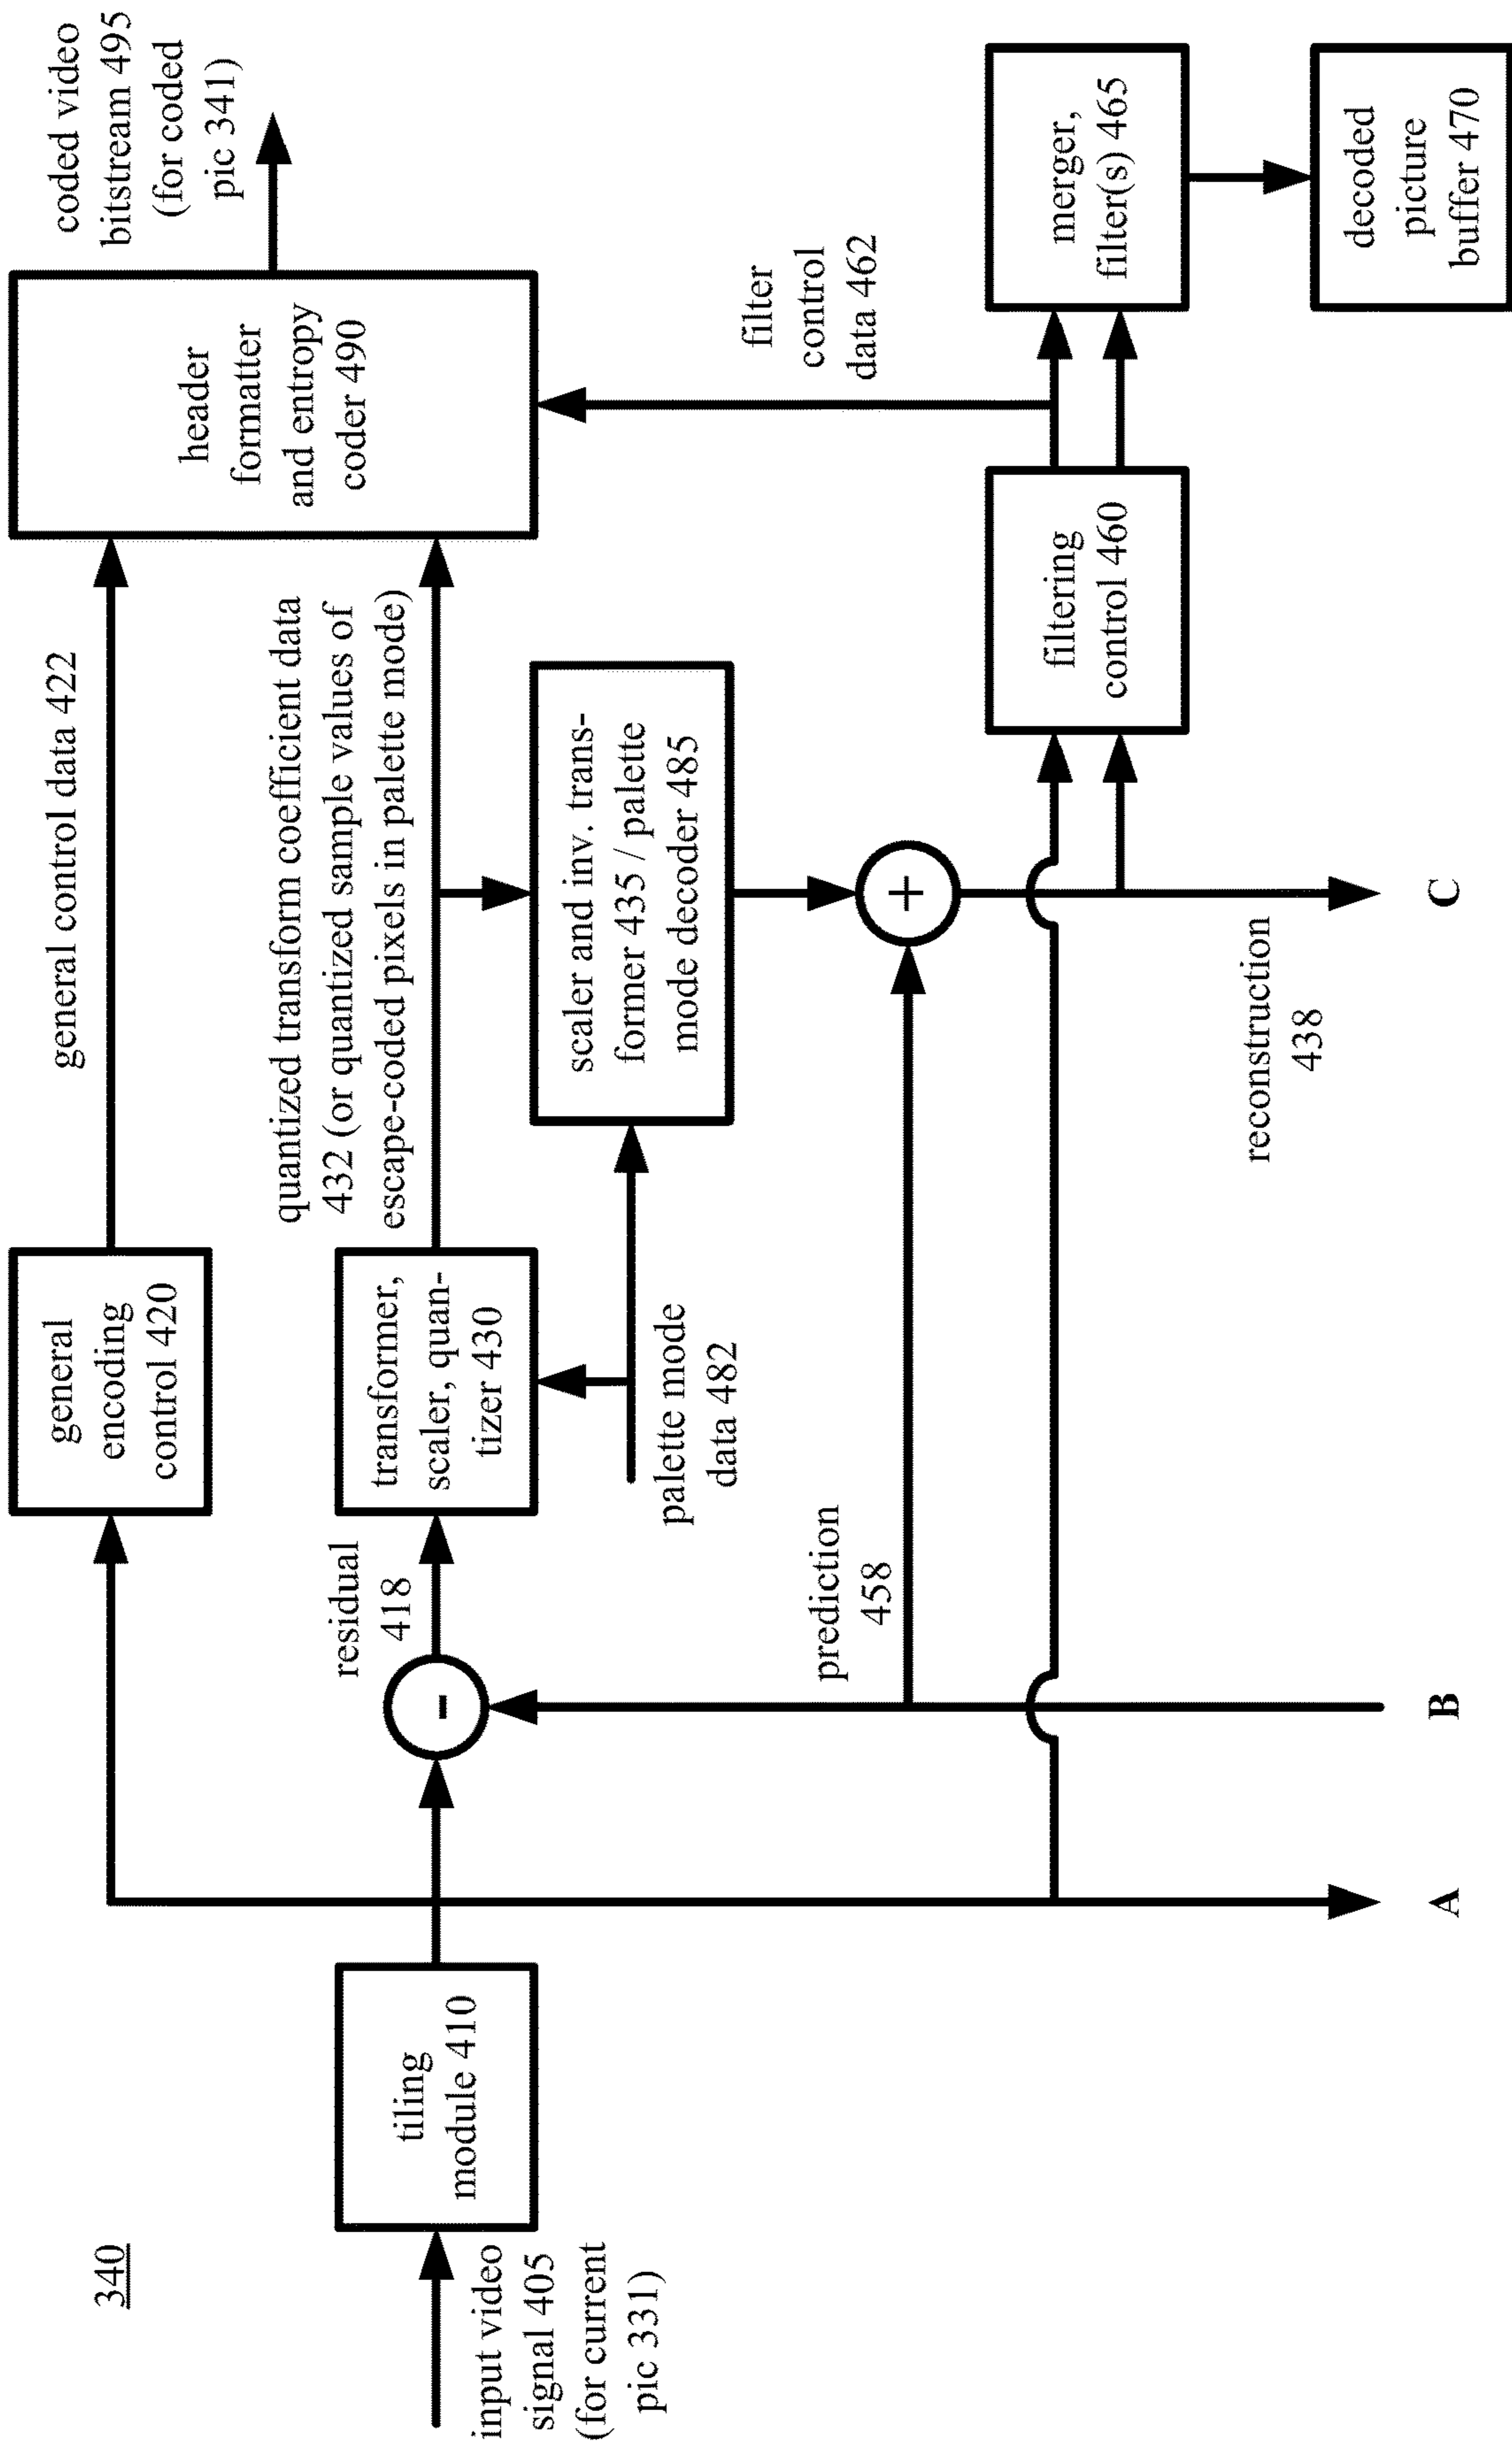 340
input video
signal 405
(for current
pic 331)
tiling
module 410
general
encoding
control 420
general control data 422
header
formatter
and entropy
coder 490
coded video
bitstream 495
(for coded
pic 341)
-
residual
418
transformer,
scaler, quan-
tizer 430
quantized transform coefficient data
432 (or quantized sample values of
escape-coded pixels in palette mode)
palette mode
data 482
scaler and inv. trans-
former 435 / palette
mode decoder 485
prediction
458
+
filter
control
data 462
filtering
control 460
merger,
filter(s) 465
decoded
picture
buffer 470
reconstruction
438
A
B
C